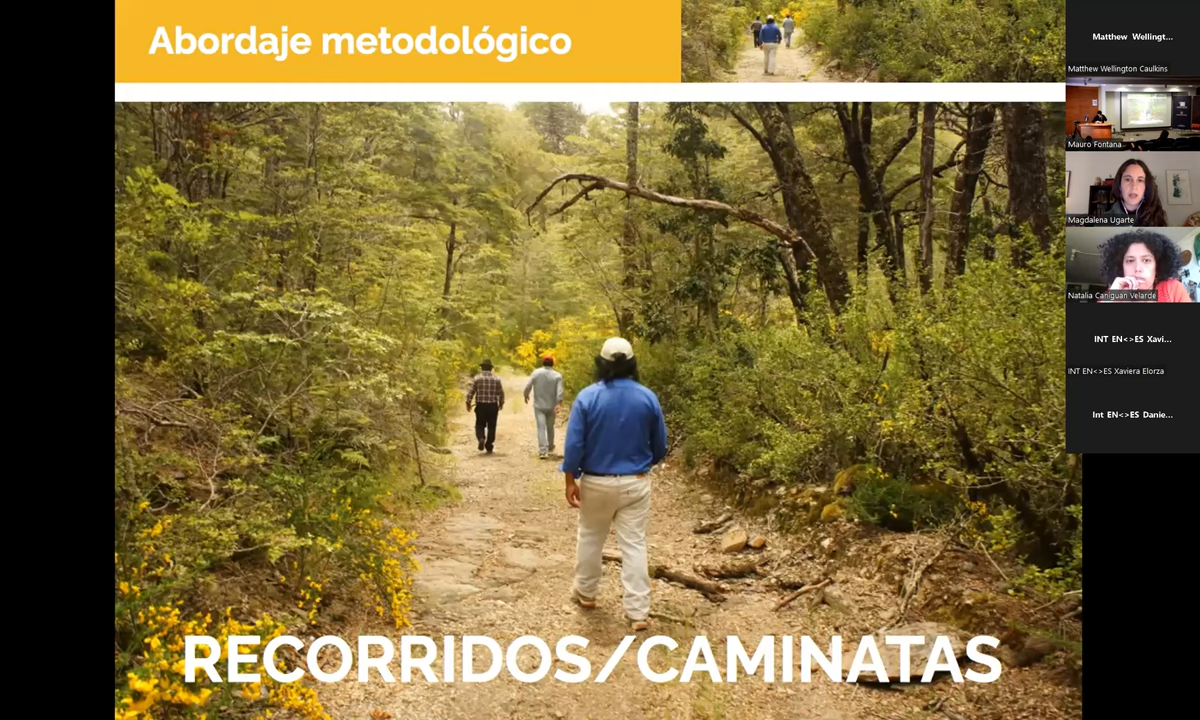 Abordaje metodológico
RECORRIDOS/CAMINATAS
Matthew Wellingt...
Matthew Wellington Caulkins
Mauro Fontana
Magdalena Ugarte
Natalia Caniguan Velarde
INT EN<>ES Xavi...
INT EN<>ES Xaviera Elorza
Int EN<>ES Danie...